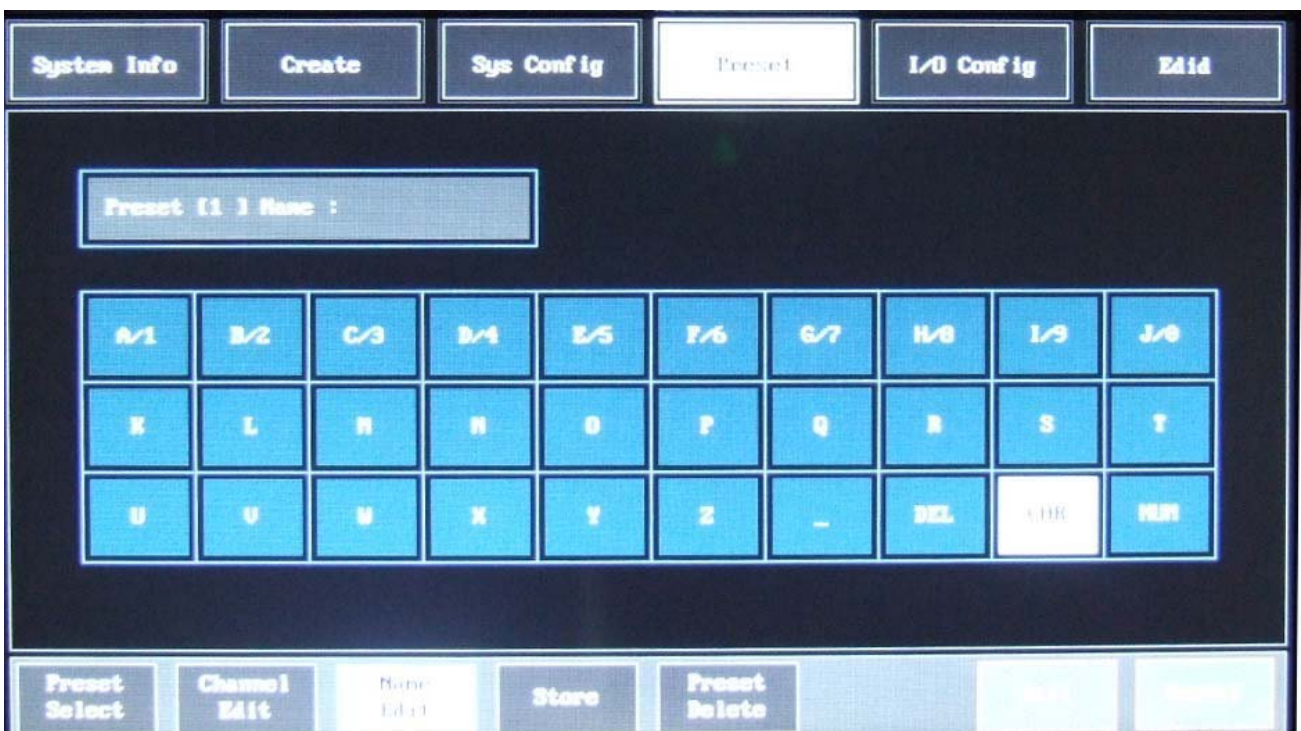 System Info Create Sys Config Preset I/O Config Edid
Preset [1 ] Name :
A/1 B/2 C/3 D/4 E/5 F/6 G/7 H/8 I/9 J/0
K L M N O P Q R S T
U V W X Y Z _ DEL CHR NUM
Preset Channel Name Store Preset
Select Edit Edit Delete